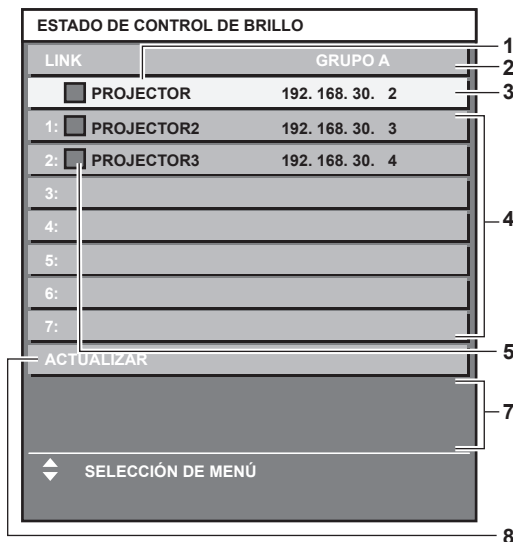 ESTADO DE CONTROL DE BRILLO
LINK GRUPO A
PROJECTOR 192. 168. 30. 2
1: PROJECTOR2 192. 168. 30. 3
2: PROJECTOR3 192. 168. 30. 4
3:
4:
5:
6:
7:
ACTUALIZAR
SELECCIÓN DE MENÚ
1
2
3
4
5
7
8